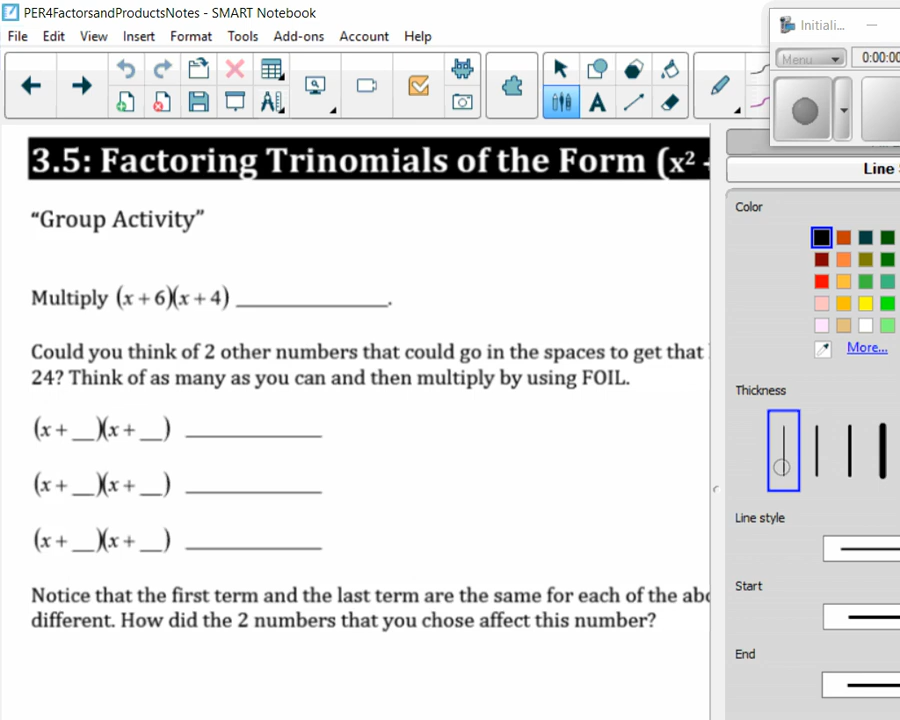 PER4FactorsandProductsNotes - SMART Notebook
Initiali...
File Edit View Insert Format Tools Add-ons Account Help
Menu
0:00:00
3.5: Factoring Trinomials of the Form (x² +
Line
"Group Activity"
Color
Multiply (x + 6)(x + 4) ______________.
Could you think of 2 other numbers that could go in the spaces to get that
24? Think of as many as you can and then multiply by using FOIL.
More...
Thickness
(x + __)(x + __) ____________
(x + __)(x + __) ____________
Line style
(x + __)(x + __) ____________
Start
Notice that the first term and the last term are the same for each of the abo
different. How did the 2 numbers that you chose affect this number?
End